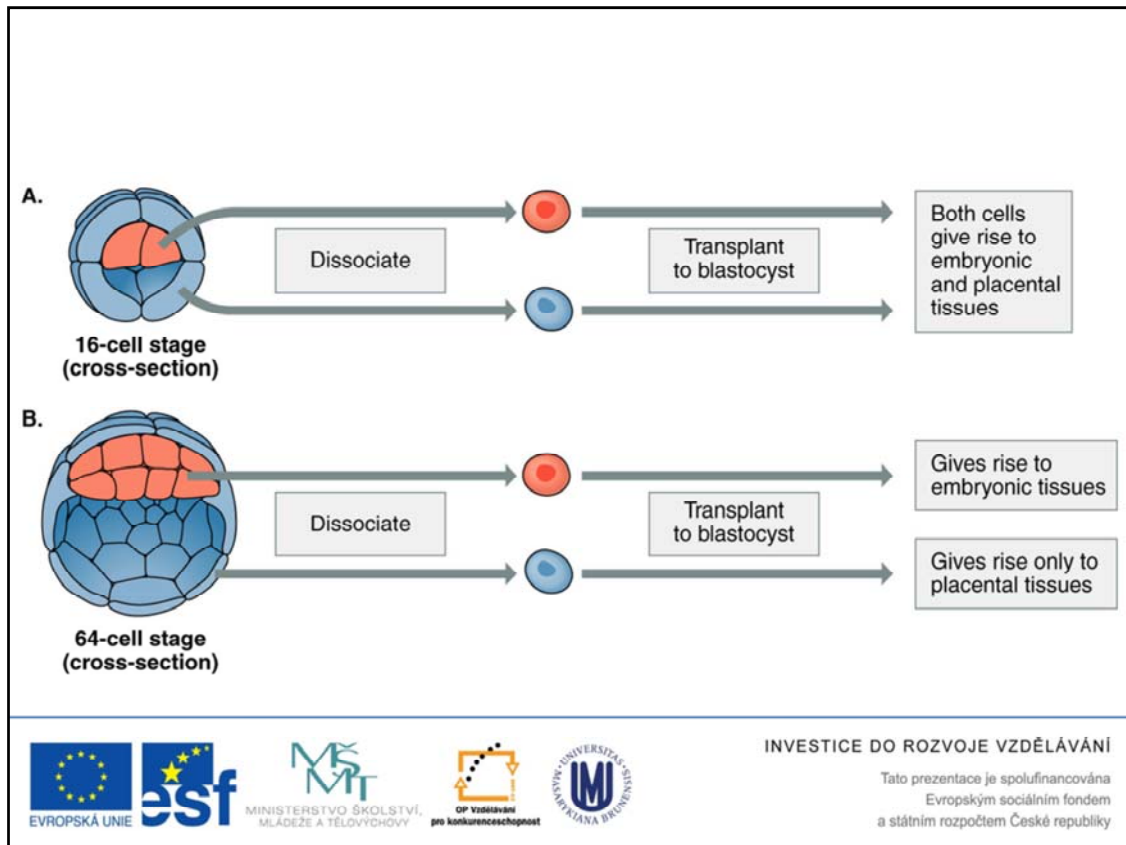 A.
Dissociate
Transplant
to blastocyst
Both cells
give rise to
embryonic
and placental
tissues
16-cell stage
(cross-section)
B.
Dissociate
Transplant
to blastocyst
Gives rise to
embryonic tissues
Gives rise only to
placental tissues
64-cell stage
(cross-section)
EVROPSKÁ UNIE
esf
MINISTERSTVO ŠKOLSTVÍ,
MLÁDEŽE A TĚLOVÝCHOVY
OP Vzdělávání
pro konkurenceschopnost
UNIVERSITAS
MASARYKIANA BRUNENSIS
INVESTICE DO ROZVOJE VZDĚLÁVÁNÍ
Tato prezentace je spolufinancována
Evropským sociálním fondem
a státním rozpočtem České republiky